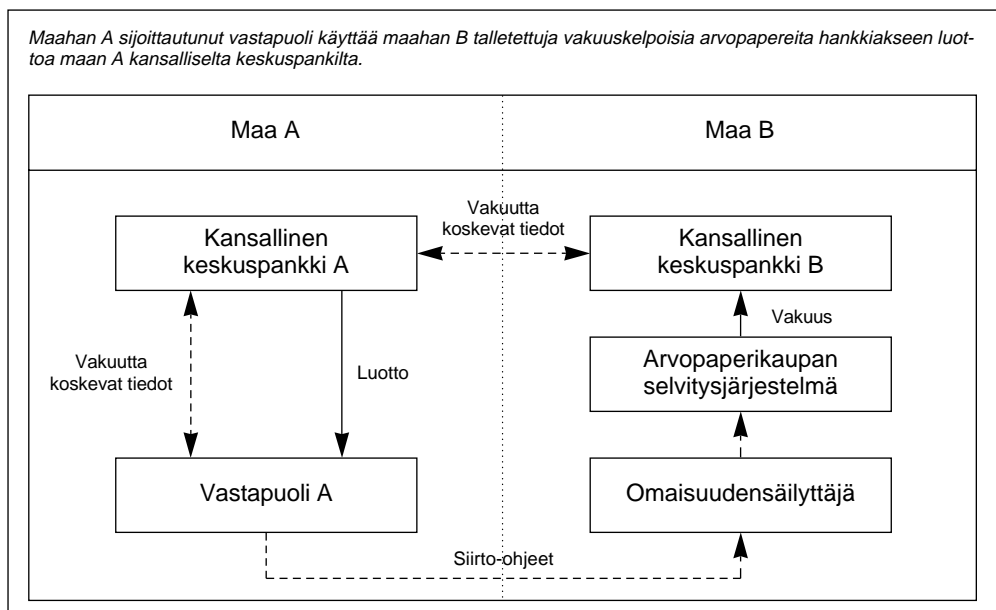 Maahan A sijoittautunut vastapuoli käyttää maahan B talletettuja vakuuskelpoisia arvopapereita hankkiakseen luot-
toa maan A kansalliselta keskuspankilta.
Maa A
Maa B
Vakuutta
koskevat tiedot
Kansallinen
keskuspankki A
Kansallinen
keskuspankki B
Vakuutta
koskevat tiedot
Luotto
Vakuus
Arvopaperikaupan
selvitysjärjestelmä
Vastapuoli A
Omaisuudensäilyttäjä
Siirto-ohjeet